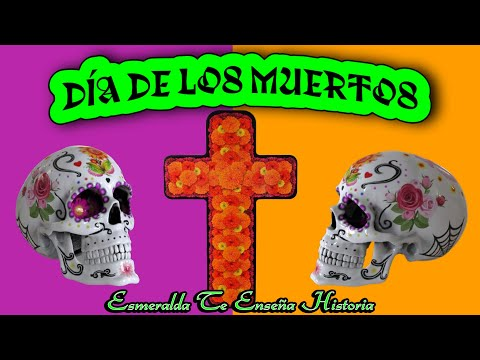 DÍA DE LOS MUERTOS
Esmeralda Te Enseña Historia